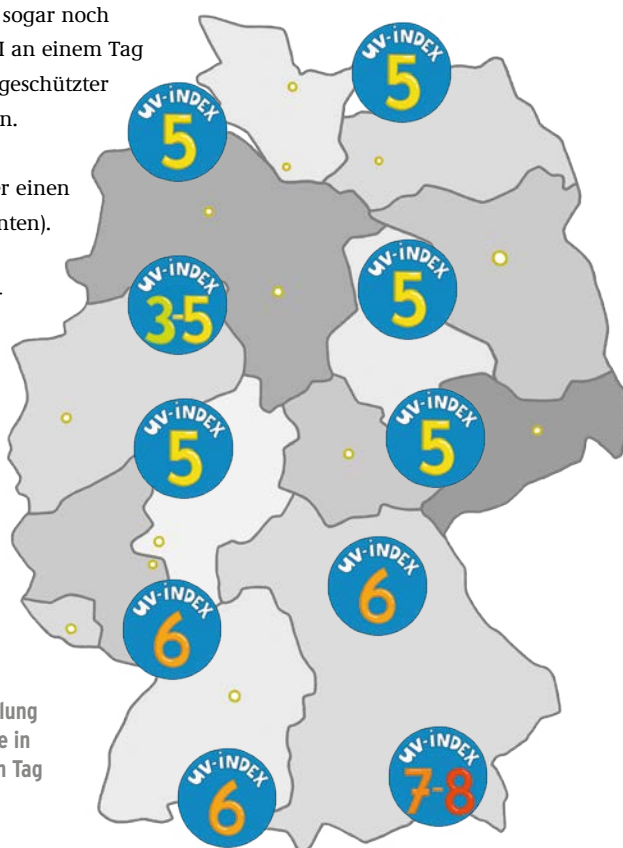 sogar noch
I an einem Tag
geschützter
n.
er einen
nten).
.
UV-INDEX
5
UV-INDEX
5
UV-INDEX
3-5
UV-INDEX
5
UV-INDEX
5
UV-INDEX
5
UV-INDEX
6
UV-INDEX
6
UV-INDEX
6
UV-INDEX
7-8
lung
e in
n Tag